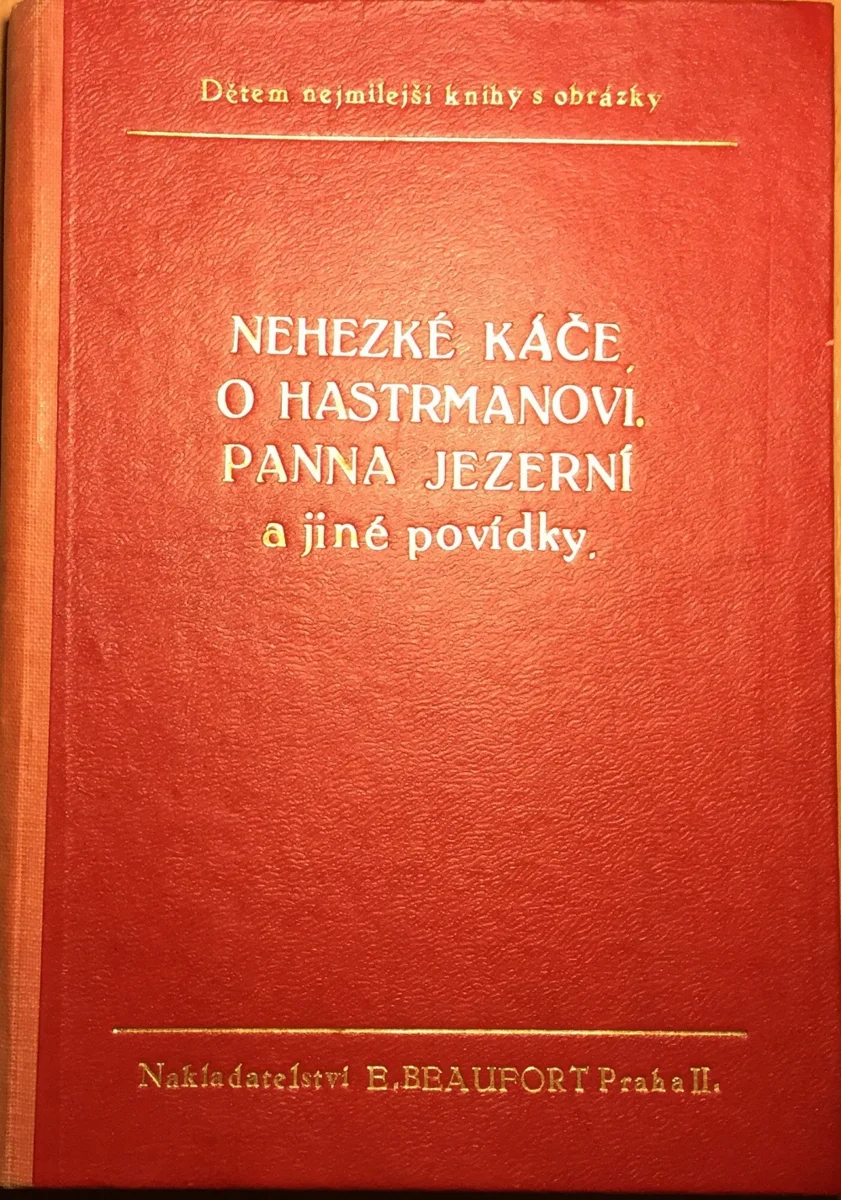 Dětem nejmilejší knihy s obrázky
NEHEZKÉ KÁČE,
O HASTRMANOVI.
PANNA JEZERNÍ
a jiné povídky.
Nakladatelství E. BEAUFORT Praha II.